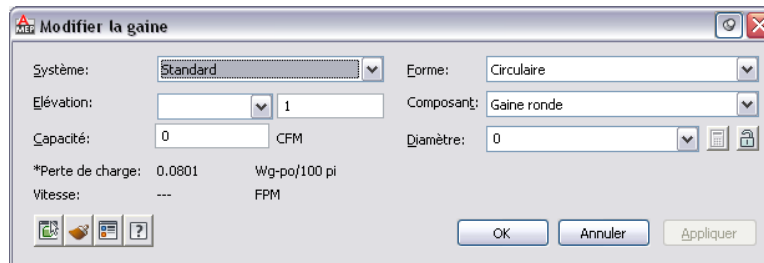 MEP Modifier la gaine
Système: Standard Forme: Circulaire
Elévation: 1 Composant: Gaine ronde
Capacité: 0 CFM Diamètre: 0
*Perte de charge: 0.0801 Wg-po/100 pi
Vitesse: --- FPM
? OK Annuler Appliquer